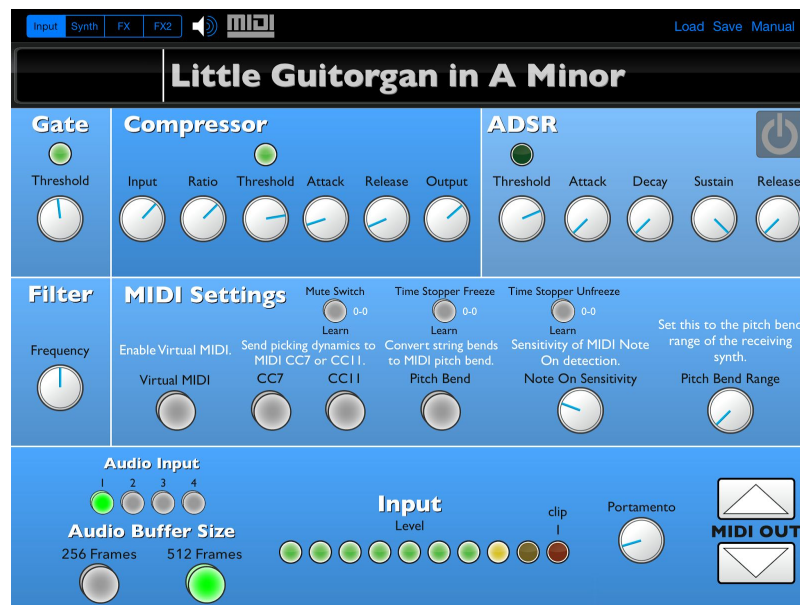 Input Synth FX FX2 MIDI Load Save Manual
Little Guitorgan in A Minor
Gate Compressor ADSR
Threshold Input Ratio Threshold Attack Release Output Threshold Attack Decay Sustain Release
Filter MIDI Settings
Mute Switch Time Stopper Freeze Time Stopper Unfreeze
0-0 0-0 0-0
Learn Learn Learn
Frequency
Enable Virtual MIDI.
Send picking dynamics to
MIDI CC7 or CC11.
Convert string bends
to MIDI pitch bend.
Sensitivity of MIDI Note
On detection.
Set this to the pitch bend
range of the receiving
synth.
Virtual MIDI CC7 CC11 Pitch Bend Note On Sensitivity Pitch Bend Range
Audio Input
1 2 3 4
Audio Buffer Size
256 Frames 512 Frames
Input
Level
clip
Portamento
MIDI OUT